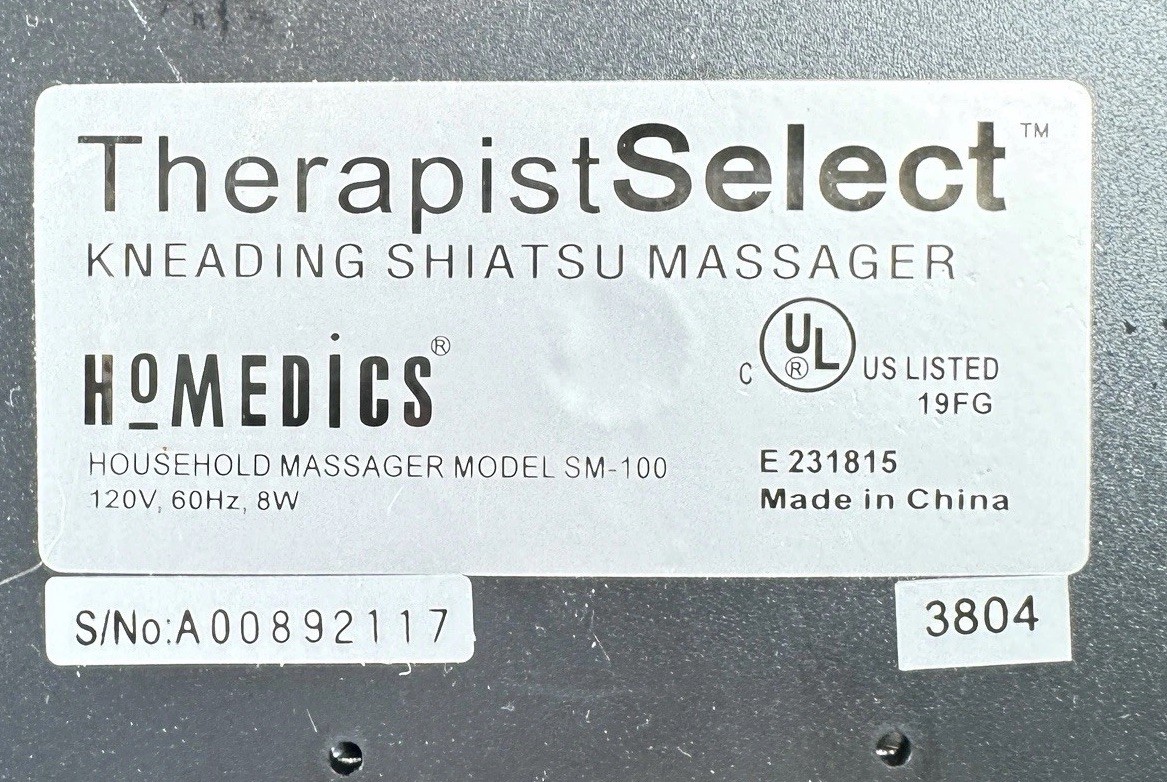 TherapistSelect™
KNEADING SHIATSU MASSAGER
HoMEDiCS®
HOUSEHOLD MASSAGER MODEL SM-100
120V, 60Hz, 8W
C UL® US LISTED
19FG
E 231815
Made in China
S/No:A00892117
3804